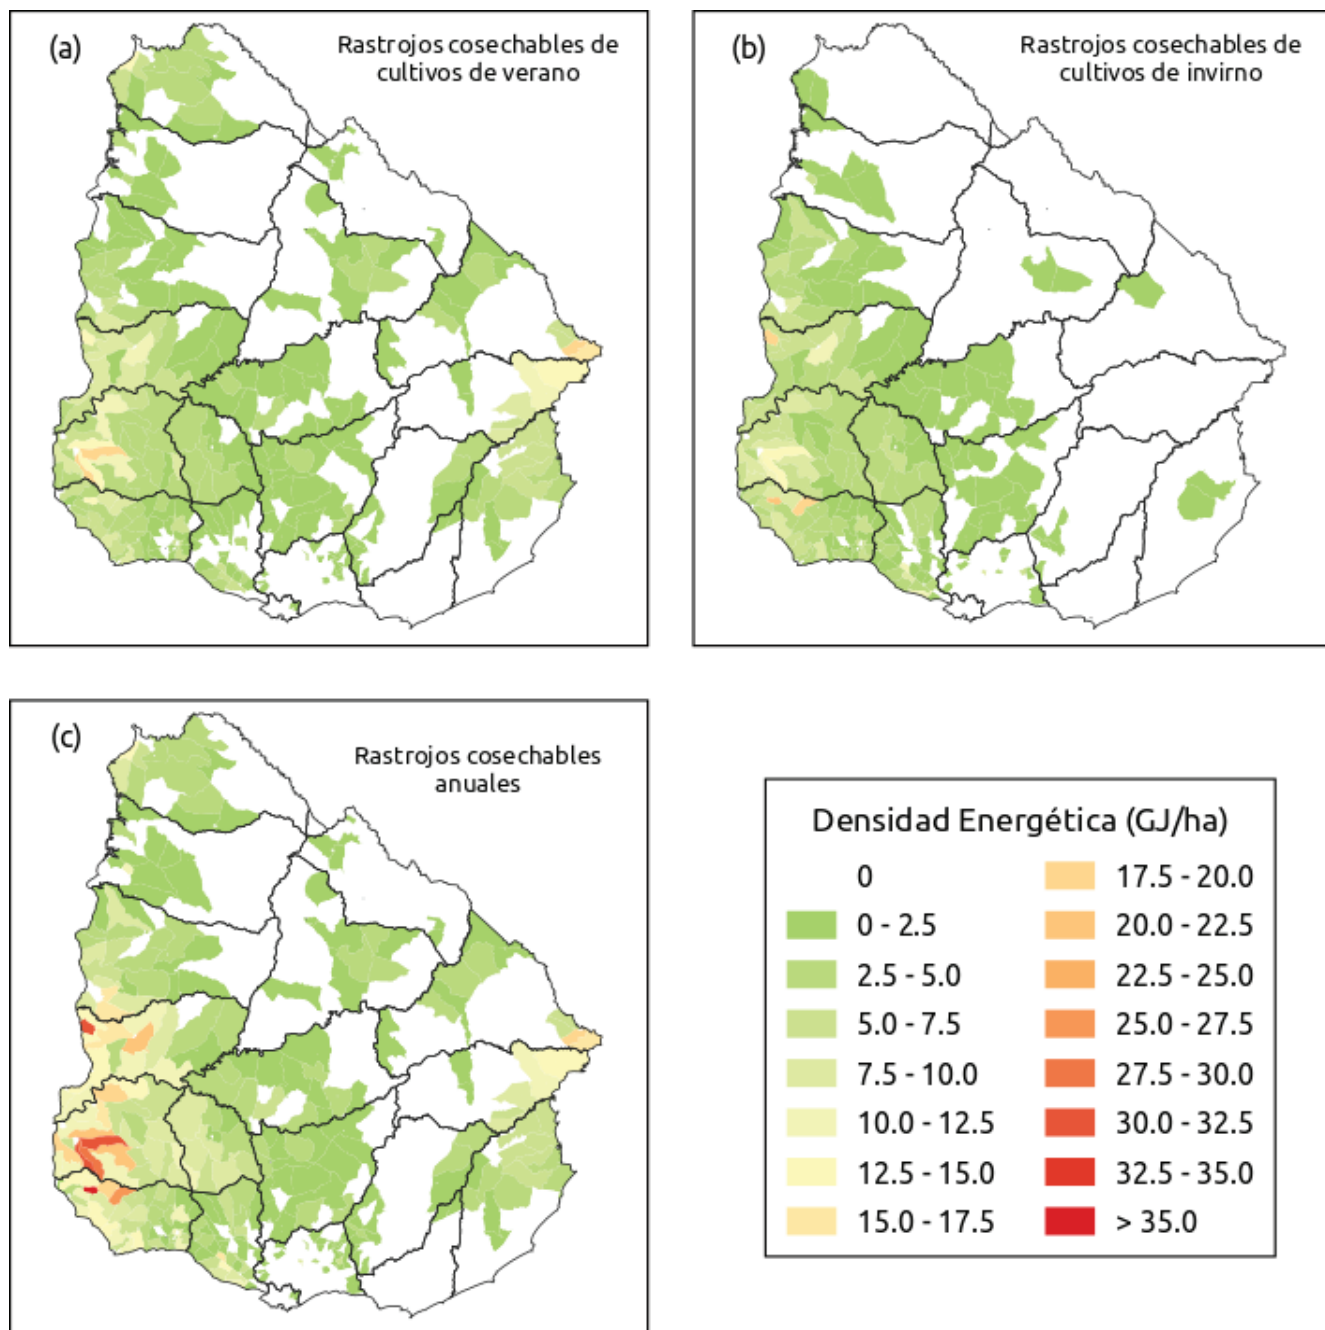 (a)
Rastrojos cosechables de
cultivos de verano
(b)
Rastrojos cosechables de
cultivos de invirno
(c)
Rastrojos cosechables
anuales
Densidad Energética (GJ/ha)
0
0 - 2.5
2.5 - 5.0
5.0 - 7.5
7.5 - 10.0
10.0 - 12.5
12.5 - 15.0
15.0 - 17.5
17.5 - 20.0
20.0 - 22.5
22.5 - 25.0
25.0 - 27.5
27.5 - 30.0
30.0 - 32.5
32.5 - 35.0
> 35.0